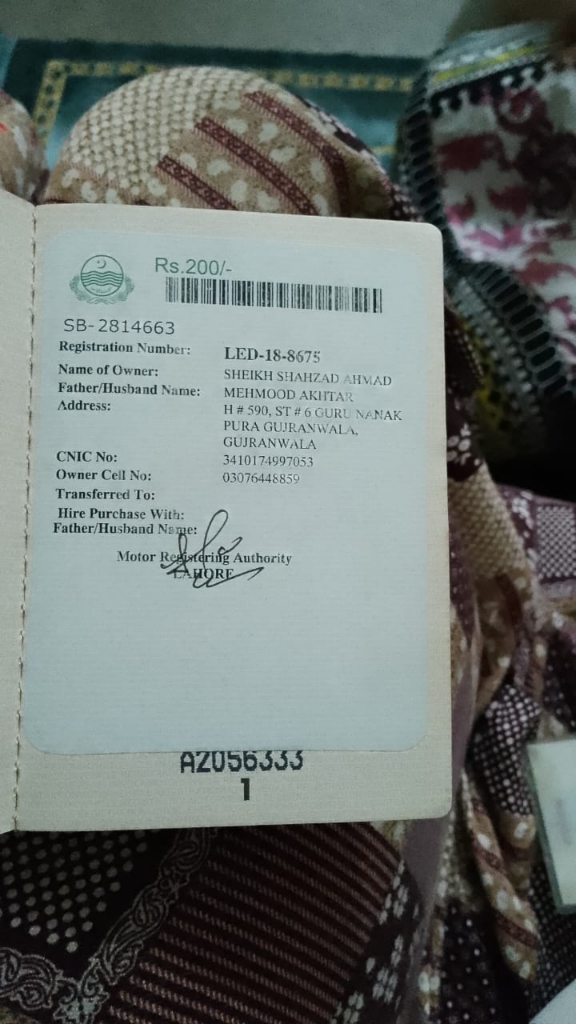 Rs.200/-
SB-2814663
Registration Number: LED-18-8675
Name of Owner: SHEIKH SHAHZAD AHMAD
Father/Husband Name: MEHMOOD AKHTAR
Address: H # 590, ST # 6 GURU NANAK
PURA GUJRANWALA,
GUJRANWALA
CNIC No: 3410174997053
Owner Cell No: 03076448859
Transferred To:
Hire Purchase With:
Father/Husband Name:
Motor Registering Authority
LAHORE
A2056333
1